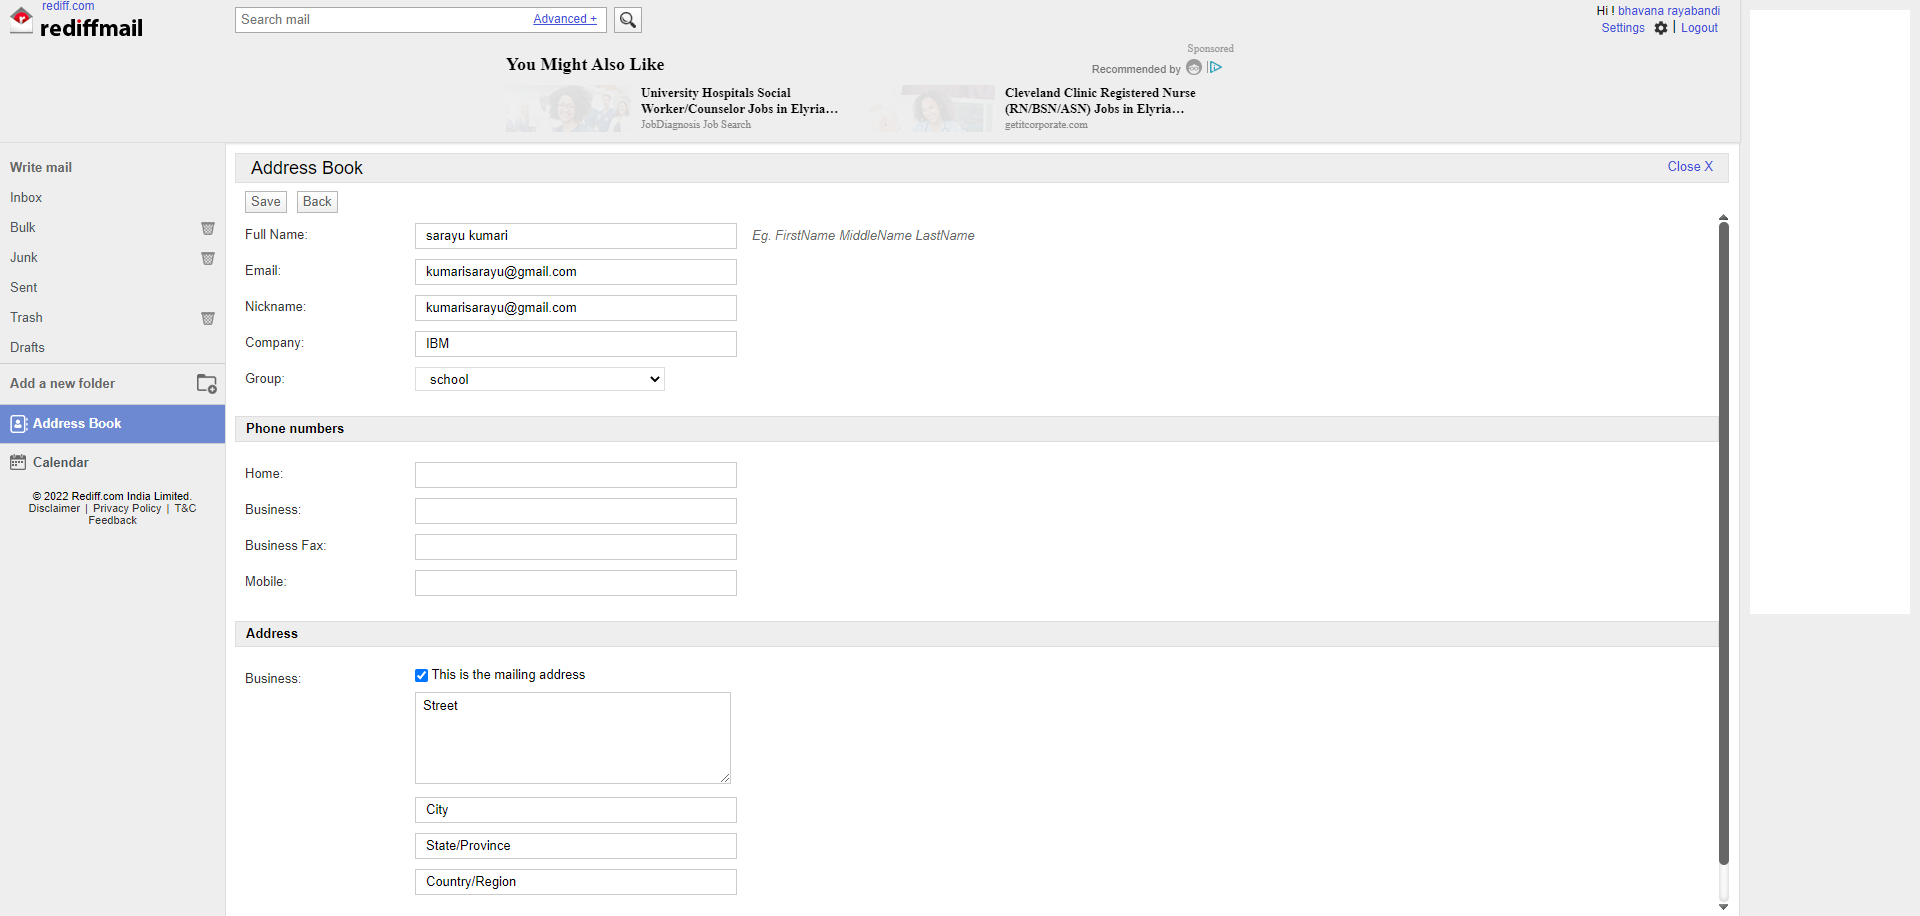 rediff.com
rediffmail
Search mail
Advanced +
Hi ! bhavana rayabandi
Settings | Logout
Sponsored
You Might Also Like
Recommended by
University Hospitals Social
Worker/Counselor Jobs in Elyria…
JobDiagnosis Job Search
Cleveland Clinic Registered Nurse
(RN/BSN/ASN) Jobs in Elyria…
getitcorporate.com
Write mail
Inbox
Bulk
Junk
Sent
Trash
Drafts
Add a new folder
Address Book
Calendar
© 2022 Rediff.com India Limited.
Disclaimer | Privacy Policy | T&C
Feedback
Address Book
Close X
Save
Back
Full Name:
sarayu kumari
Eg. FirstName MiddleName LastName
Email:
kumarisarayu@gmail.com
Nickname:
kumarisarayu@gmail.com
Company:
IBM
Group:
school
Phone numbers
Home:
Business:
Business Fax:
Mobile:
Address
Business:
This is the mailing address
Street
City
State/Province
Country/Region